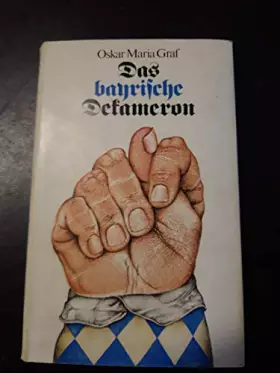 Oskar Maria Graf
Das
bayrische
Dekameron